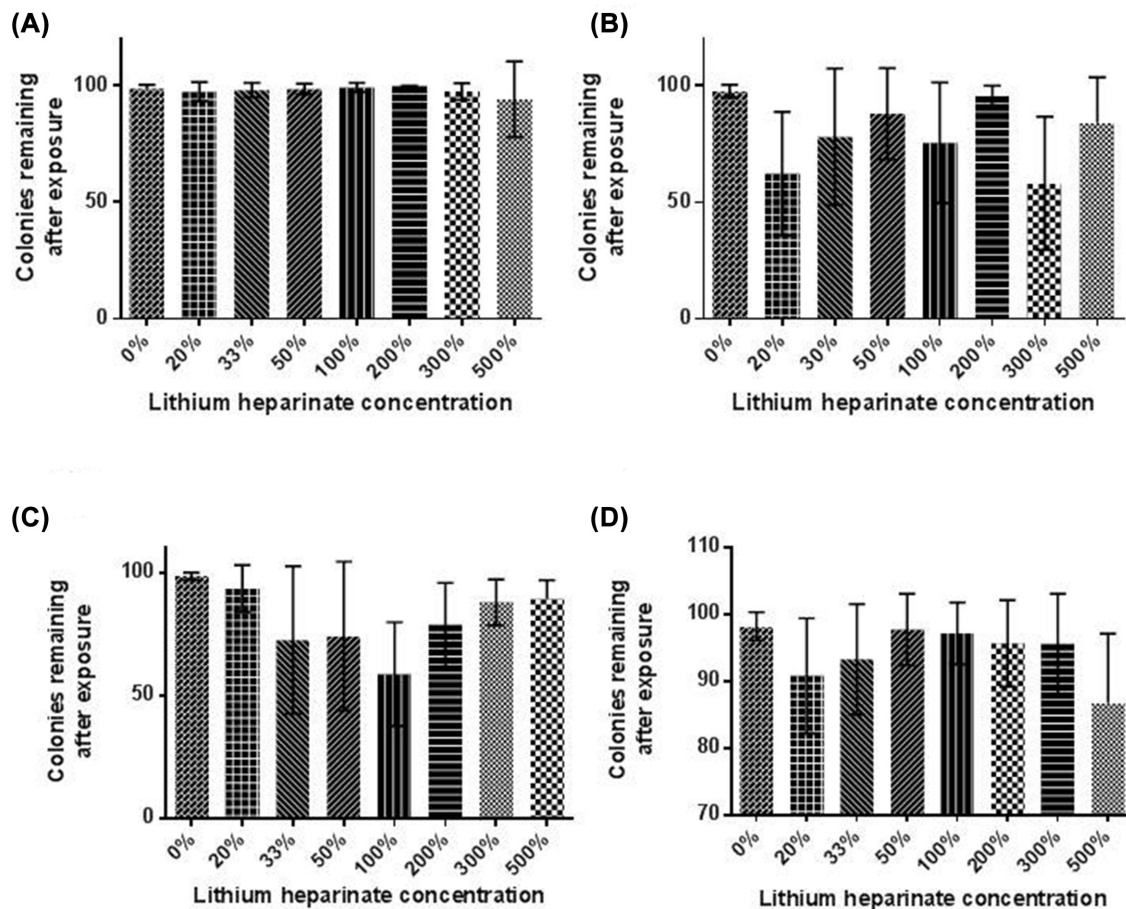 (A)
Colonies remaining
after exposure
100
50
0
0%
20%
33%
50%
100%
200%
300%
500%
Lithium heparinate concentration
(B)
Colonies remaining
after exposure
100
50
0
0%
20%
30%
50%
100%
200%
300%
500%
Lithium heparinate concentration
(C)
Colonies remaining
after exposure
100
50
0
0%
20%
33%
50%
100%
200%
300%
500%
Lithium heparinate concentration
(D)
Colonies remaining
after exposure
110
100
90
80
70
0%
20%
33%
50%
100%
200%
300%
500%
Lithium heparinate concentration